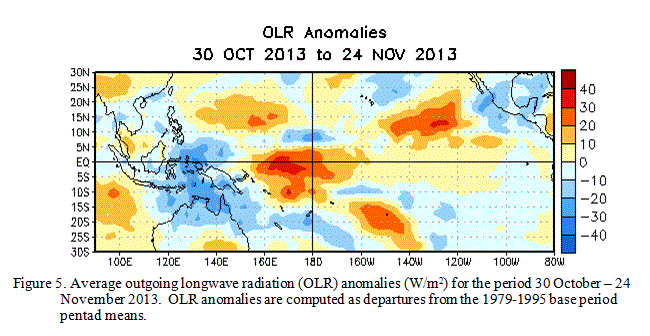 OLR Anomalies
30 OCT 2013 to 24 NOV 2013
30N
25N
20N
15N
10N
5N
EQ
5S
10S
15S
20S
25S
30S
100E 120E 140E 160E 180 160W 140W 120W 100W 80W
40
30
20
10
0
-10
-20
-30
-40
Figure 5. Average outgoing longwave radiation (OLR) anomalies (W/m²) for the period 30 October – 24
November 2013. OLR anomalies are computed as departures from the 1979-1995 base period
pentad means.